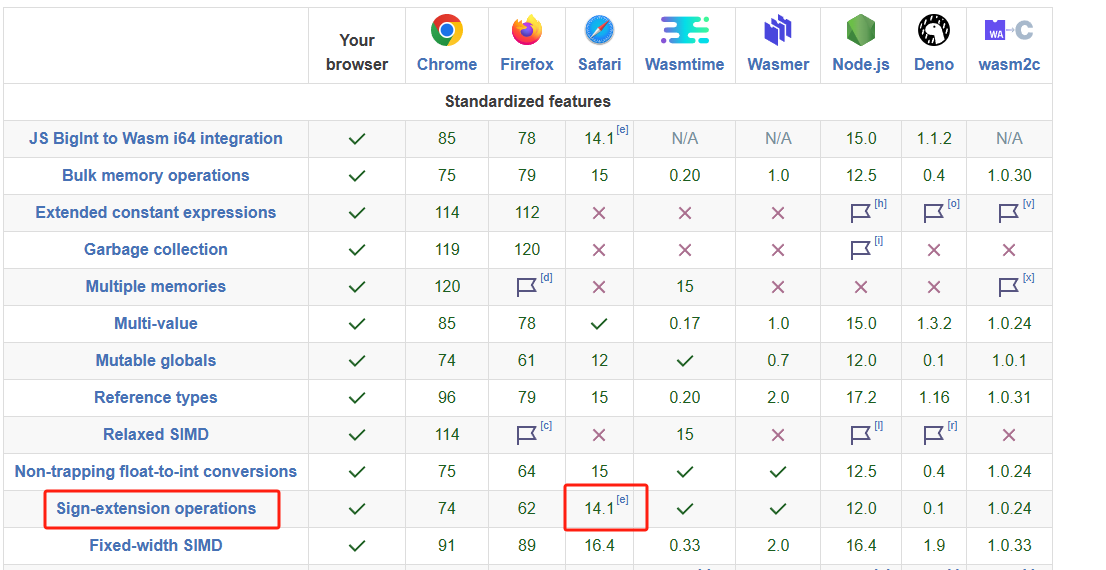 Your browser Chrome Firefox Safari Wasmtime Wasmer Node.js Deno WA C wasm2c
Standardized features
JS BigInt to Wasm i64 integration 85 78 14.1[e] N/A N/A 15.0 1.1.2 N/A
Bulk memory operations 75 79 15 0.20 1.0 12.5 0.4 1.0.30
Extended constant expressions 114 112 [h] [o] [v]
Garbage collection 119 120 [i]
Multiple memories 120 [d] 15 [x]
Multi-value 85 78 0.17 1.0 15.0 1.3.2 1.0.24
Mutable globals 74 61 12 0.7 12.0 0.1 1.0.1
Reference types 96 79 15 0.20 2.0 17.2 1.16 1.0.31
Relaxed SIMD 114 [c] 15 [l] [r]
Non-trapping float-to-int conversions 75 64 15 12.5 0.4 1.0.24
Sign-extension operations 74 62 14.1[e] 12.0 0.1 1.0.24
Fixed-width SIMD 91 89 16.4 0.33 2.0 16.4 1.9 1.0.33